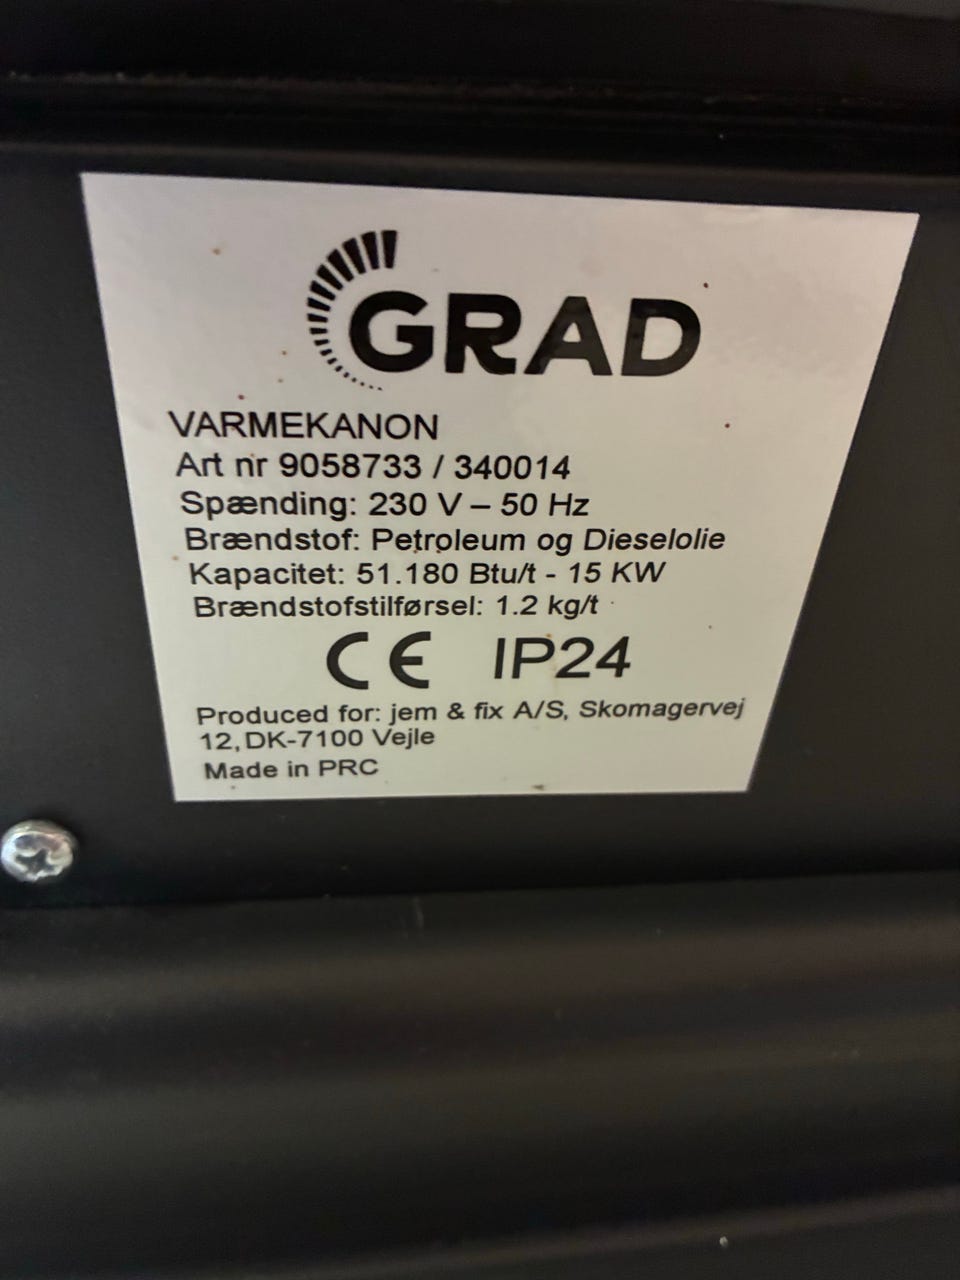 GRAD
VARMEKANON
Art nr 9058733 / 340014
Spænding: 230 V – 50 Hz
Brændstof: Petroleum og Dieselolie
Kapacitet: 51.180 Btu/t - 15 KW
Brændstofstilførsel: 1.2 kg/t
CE IP24
Produced for: jem & fix A/S, Skomagervej
12, DK-7100 Vejle
Made in PRC